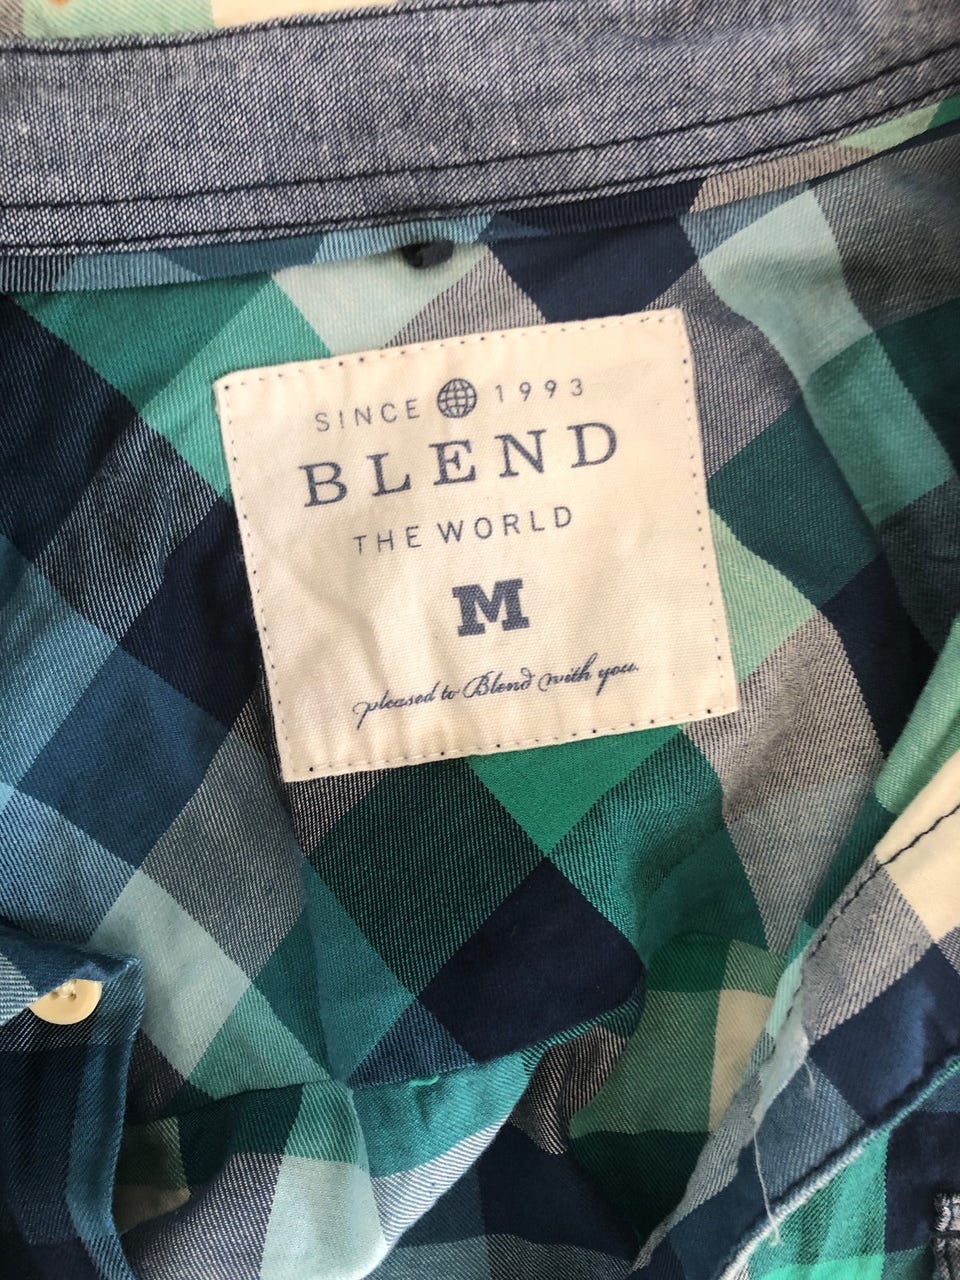 SINCE 1993
BLEND
THE WORLD
M
pleased to Blend with you.